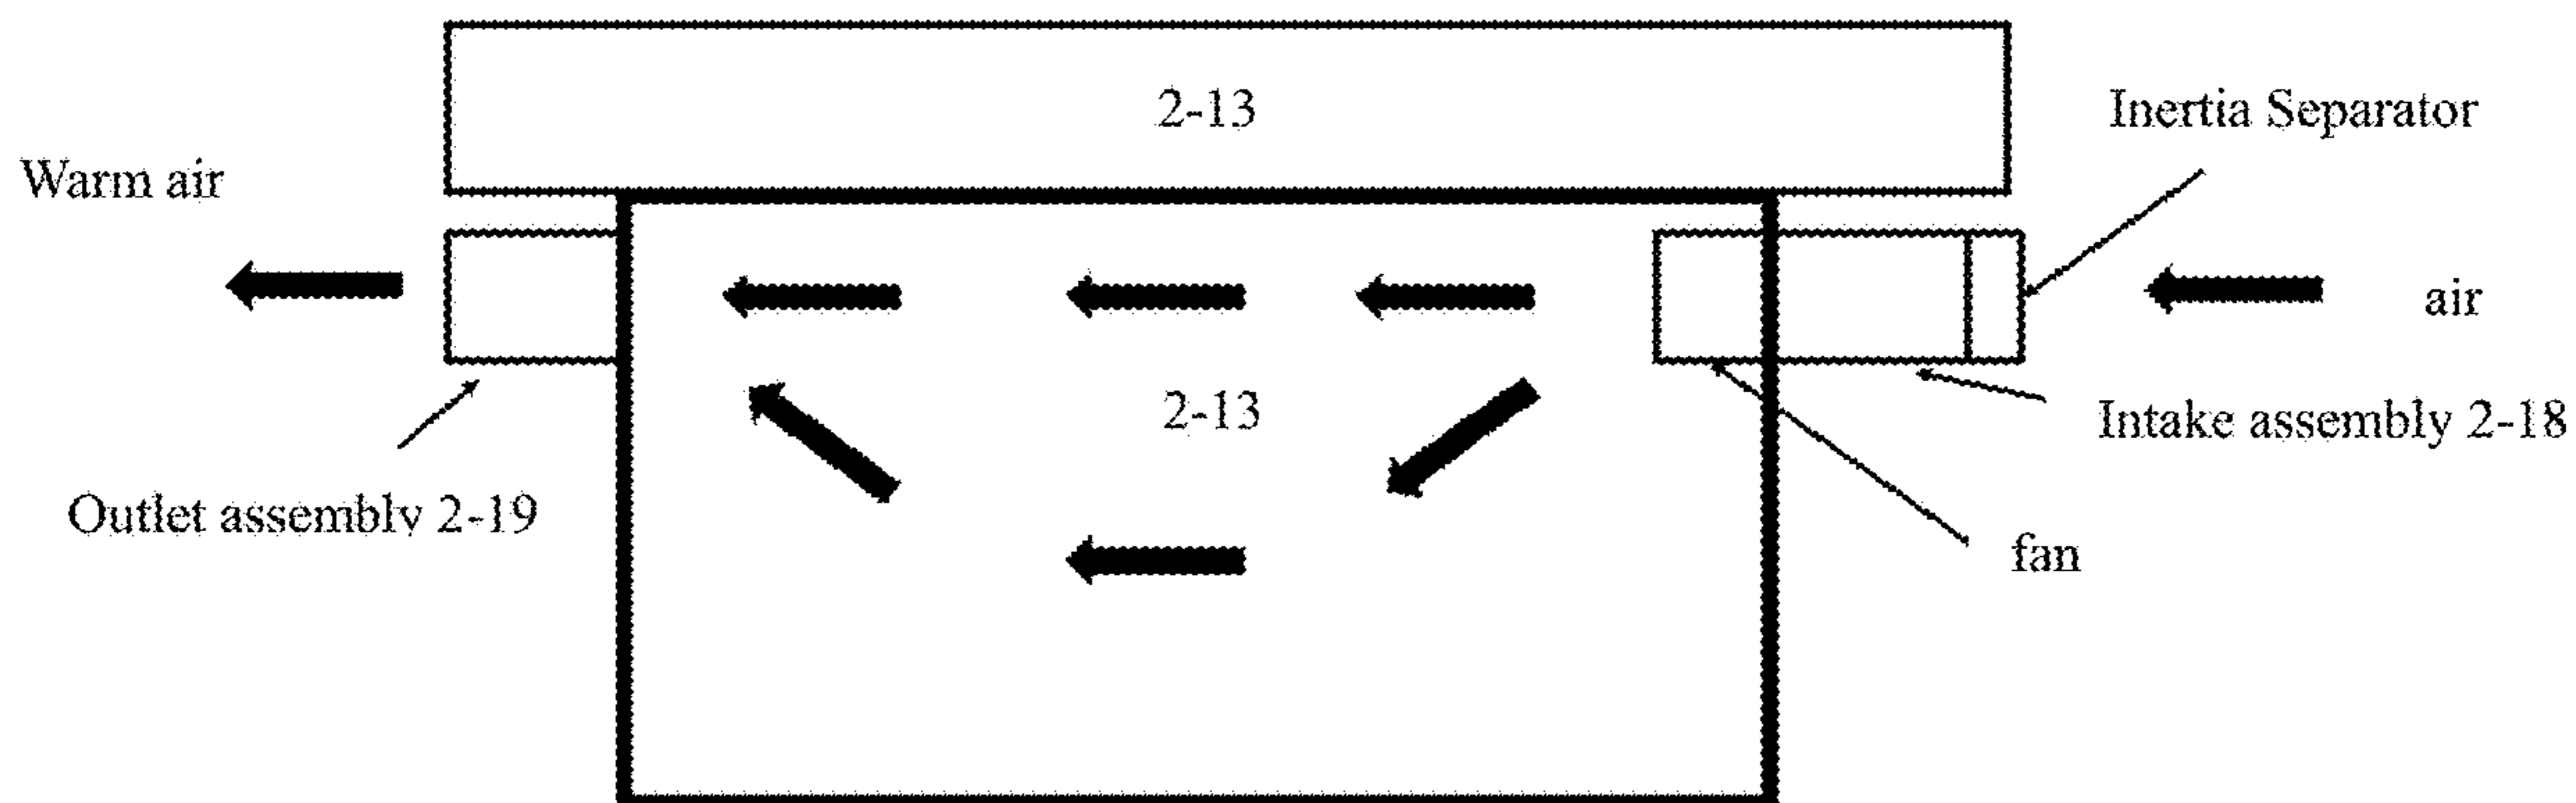 2-13
Inertia Separator
Warm air
air
2-13
Intake assembly 2-18
Outlet assembly 2-19
fan